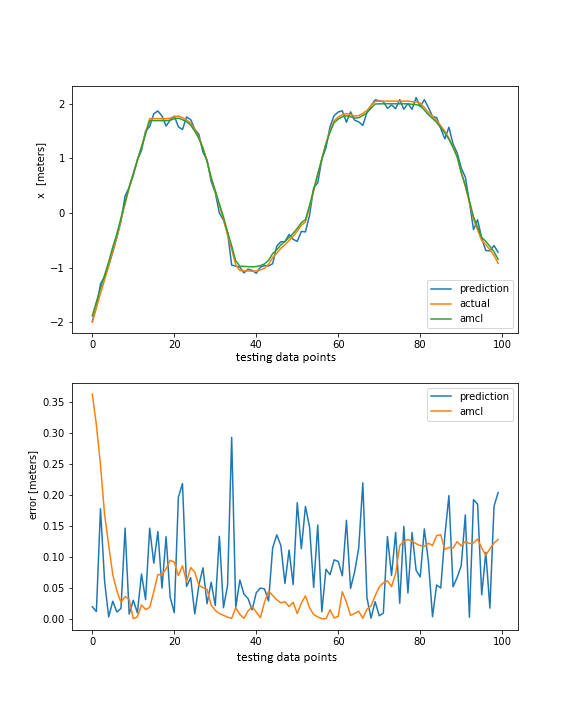 2
1
0
−1
−2
x [meters]
prediction
actual
amcl
0 20 40 60 80 100
testing data points
0.35
0.30
0.25
0.20
0.15
0.10
0.05
0.00
error [meters]
prediction
amcl
0 20 40 60 80 100
testing data points